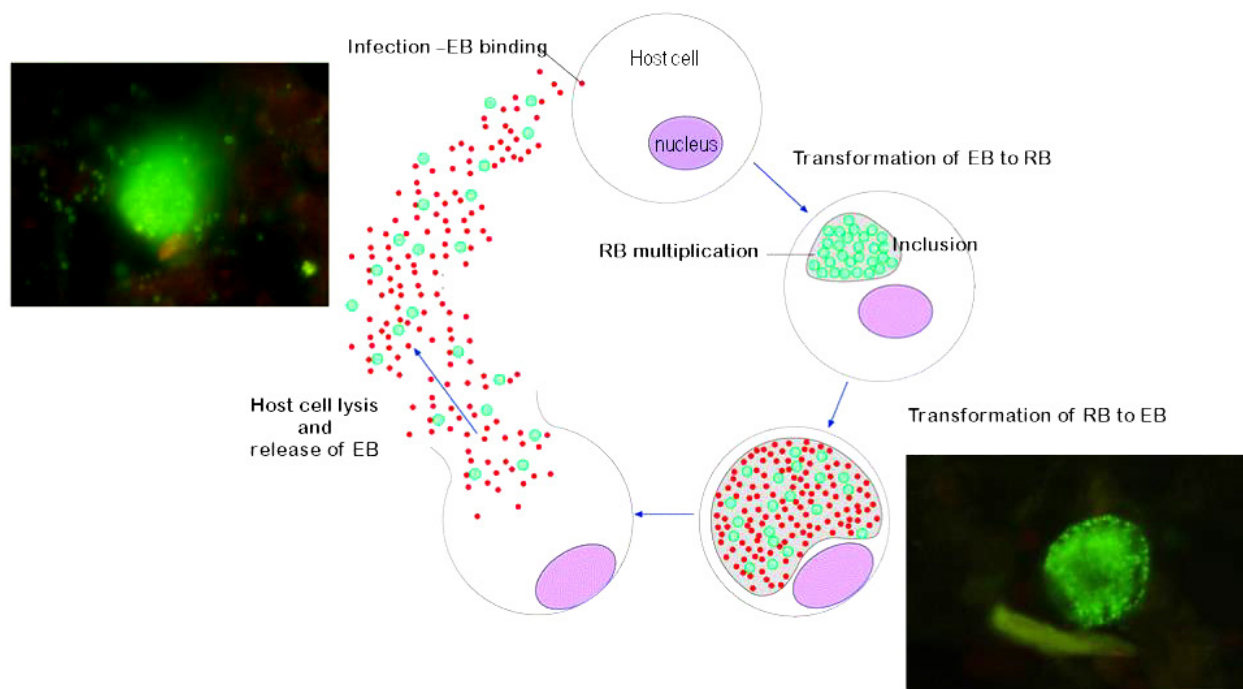 Infection –EB binding
Host cell
nucleus
Transformation of EB to RB
RB multiplication
Inclusion
Transformation of RB to EB
Host cell lysis
and
release of EB